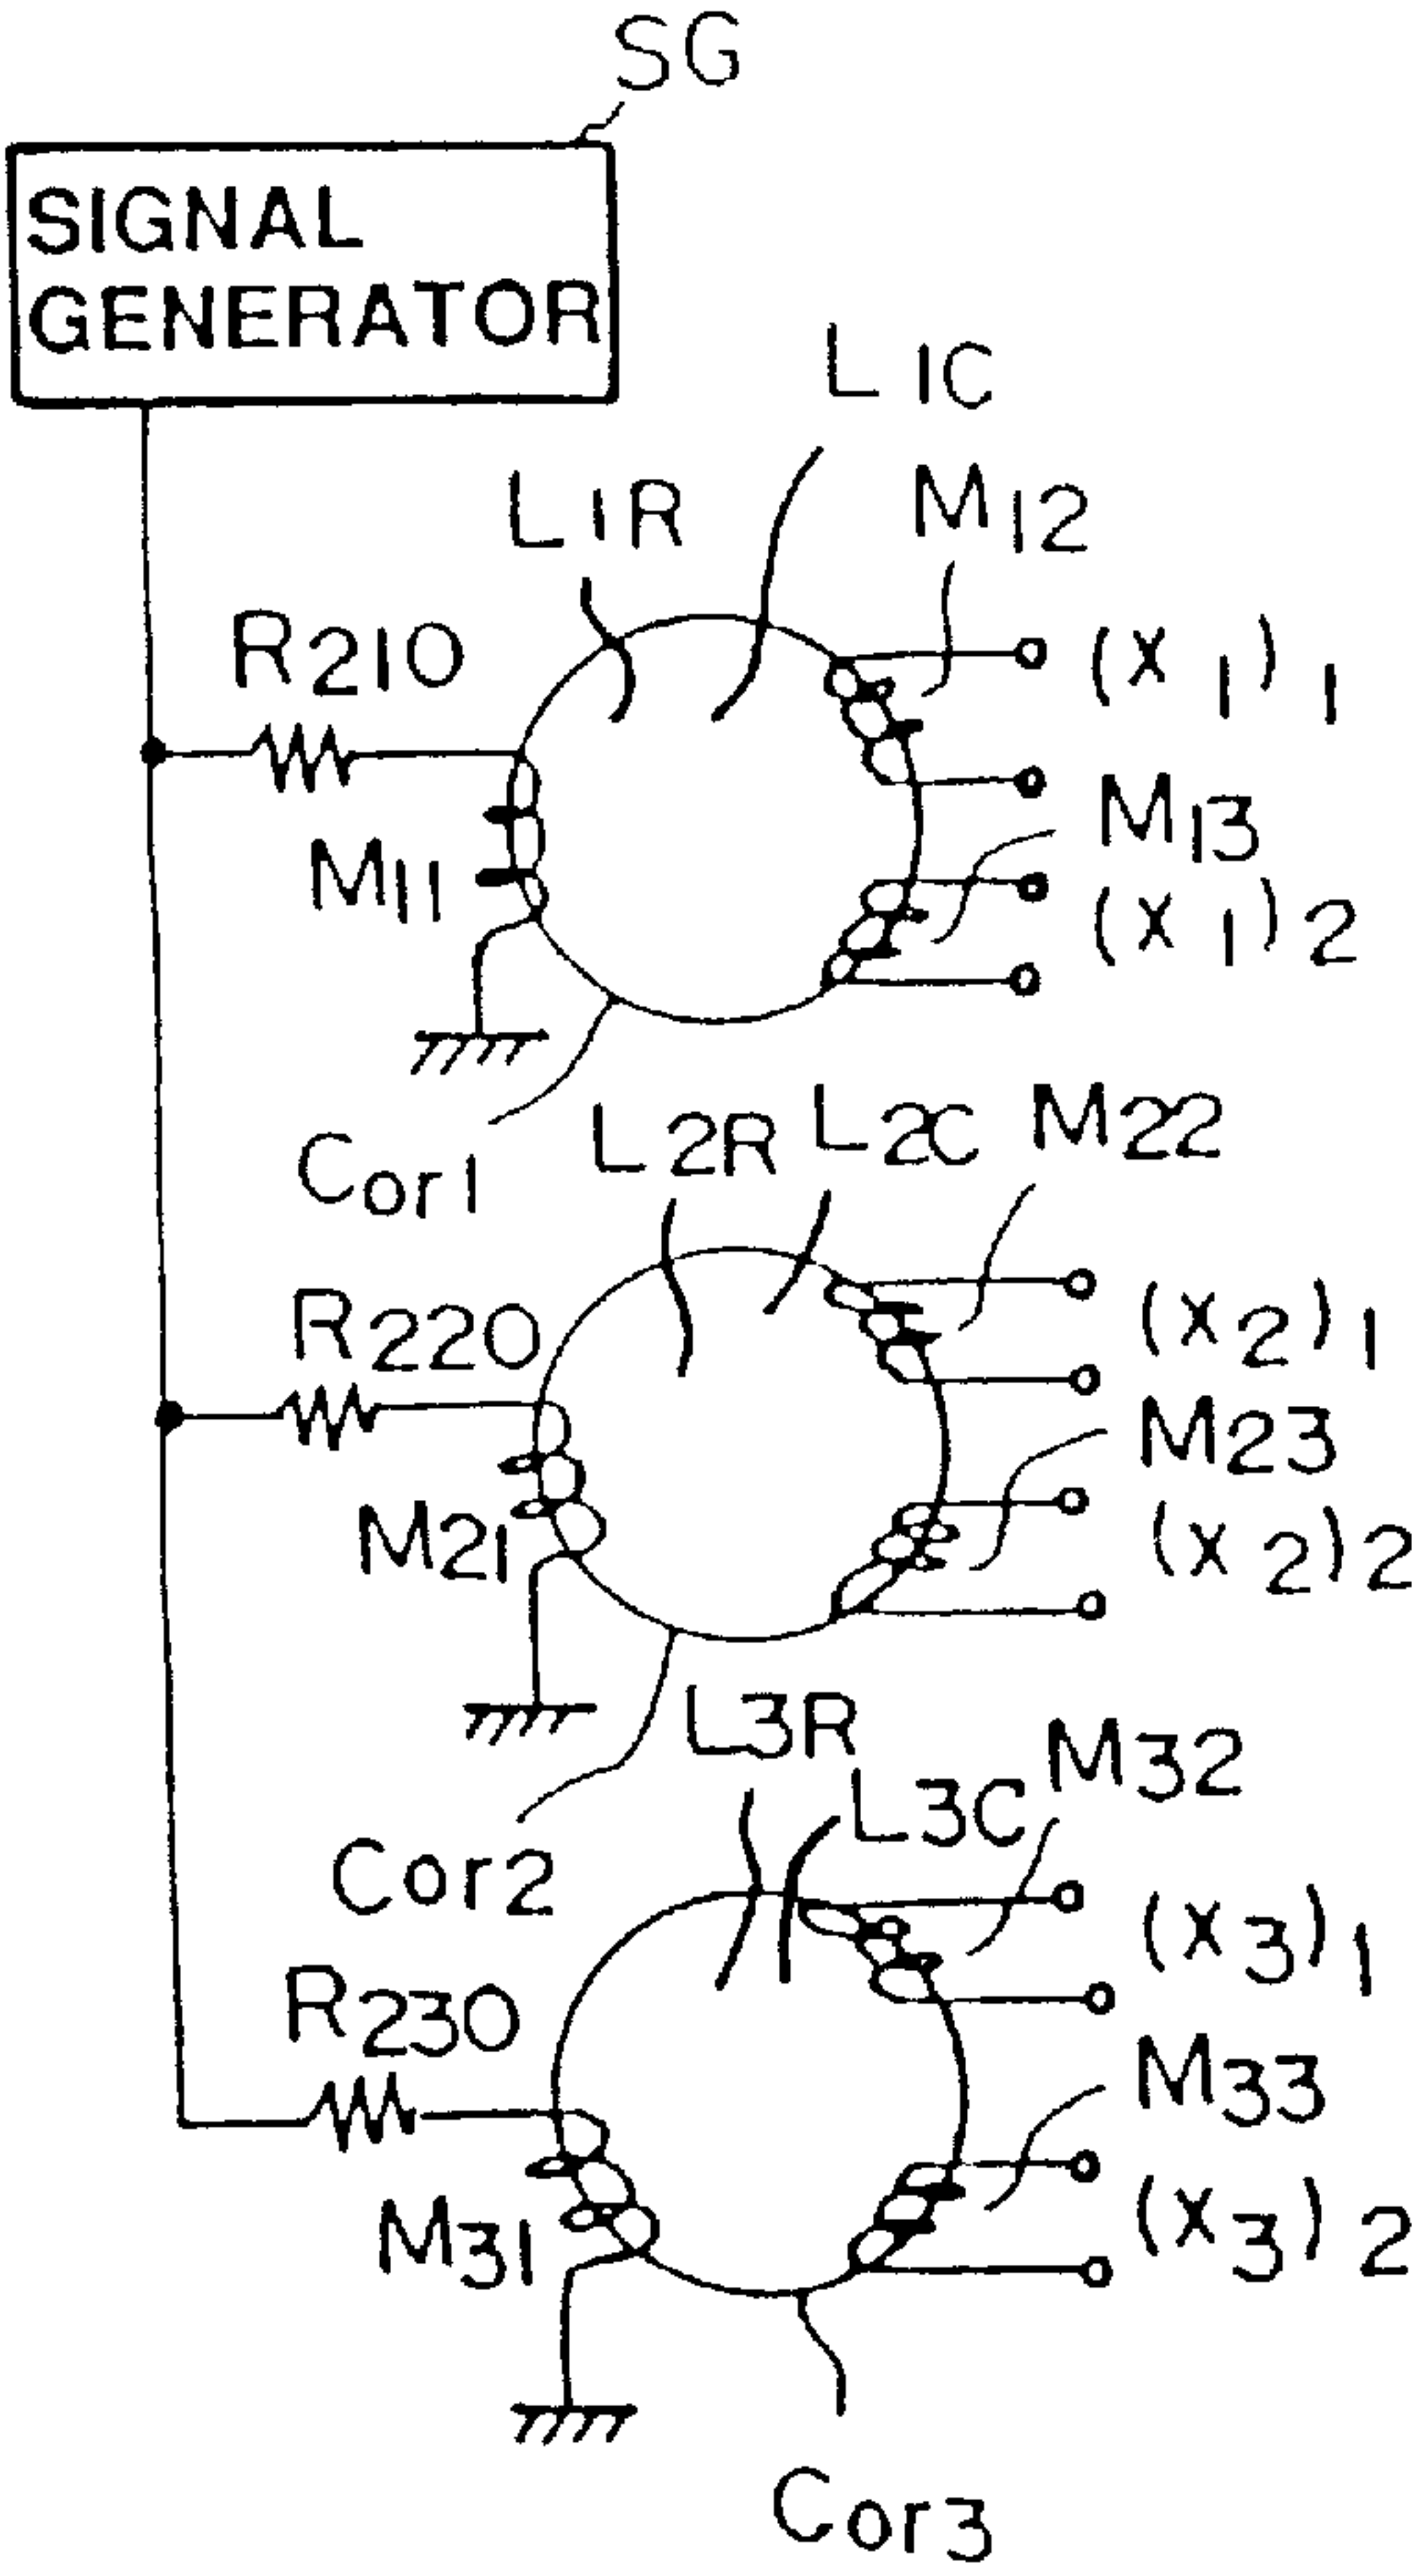 SG
SIGNAL
GENERATOR
L1C
L1R
M12
R210
(X1)1
M13
M11
(X1)2
Cor1
L2R
L2C
M22
R220
(X2)1
M23
M21
(X2)2
L3R
M32
L3C
Cor2
(X3)1
R230
M33
M31
(X3)2
Cor3